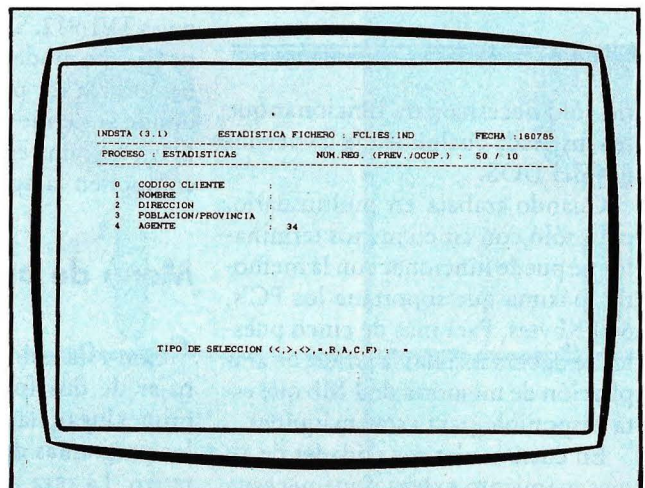 INDSTA (3.1) ESTADISTICA FICHERO : FCLIES.IND FECHA :160785
PROCESO : ESTADISTICAS NUM.REG. (PREV./OCUP.) : 50 / 10
0 CODIGO CLIENTE :
1 NOMBRE :
2 DIRECCION :
3 POBLACION/PROVINCIA :
4 AGENTE : 34
TIPO DE SELECCION (<,>,<>,=,R,A,C,F) : =